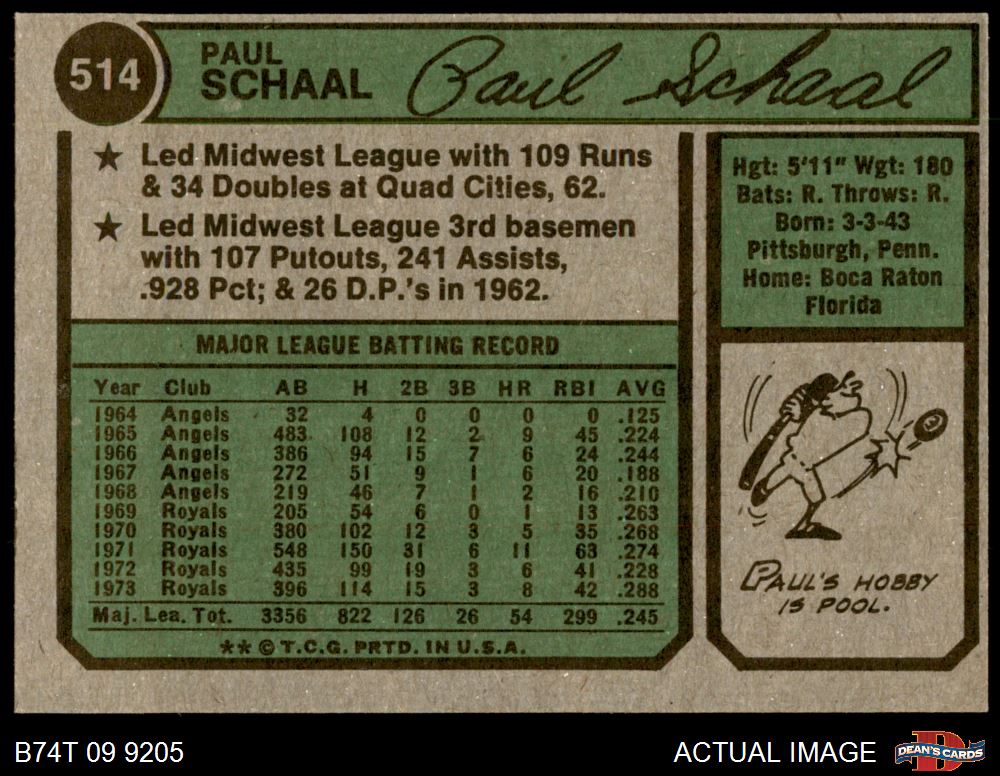 514
PAUL
SCHAAL
Paul Schaal
★ Led Midwest League with 109 Runs
& 34 Doubles at Quad Cities, 62.
★ Led Midwest League 3rd basemen
with 107 Putouts, 241 Assists,
.928 Pct; & 26 D.P.'s in 1962.
Hgt: 5'11" Wgt: 180
Bats: R. Throws: R.
Born: 3-3-43
Pittsburgh, Penn.
Home: Boca Raton
Florida
MAJOR LEAGUE BATTING RECORD
Year Club AB H 2B 3B HR RBI AVG
1964 Angels 32 4 0 0 0 0 .125
1965 Angels 483 108 12 2 9 45 .224
1966 Angels 386 94 15 7 6 24 .244
1967 Angels 272 51 9 1 6 20 .188
1968 Angels 219 46 7 1 2 16 .210
1969 Royals 205 54 6 0 1 13 .263
1970 Royals 380 102 12 3 5 35 .268
1971 Royals 548 150 31 6 11 63 .274
1972 Royals 435 99 19 3 6 41 .228
1973 Royals 396 114 15 3 8 42 .288
Maj. Lea. Tot. 3356 822 126 26 54 299 .245
** © T.C.G. PRTD. IN U.S.A.
8
PAUL'S HOBBY
IS POOL.
B74T 09 9205
ACTUAL IMAGE
D
DEAN'S CARDS